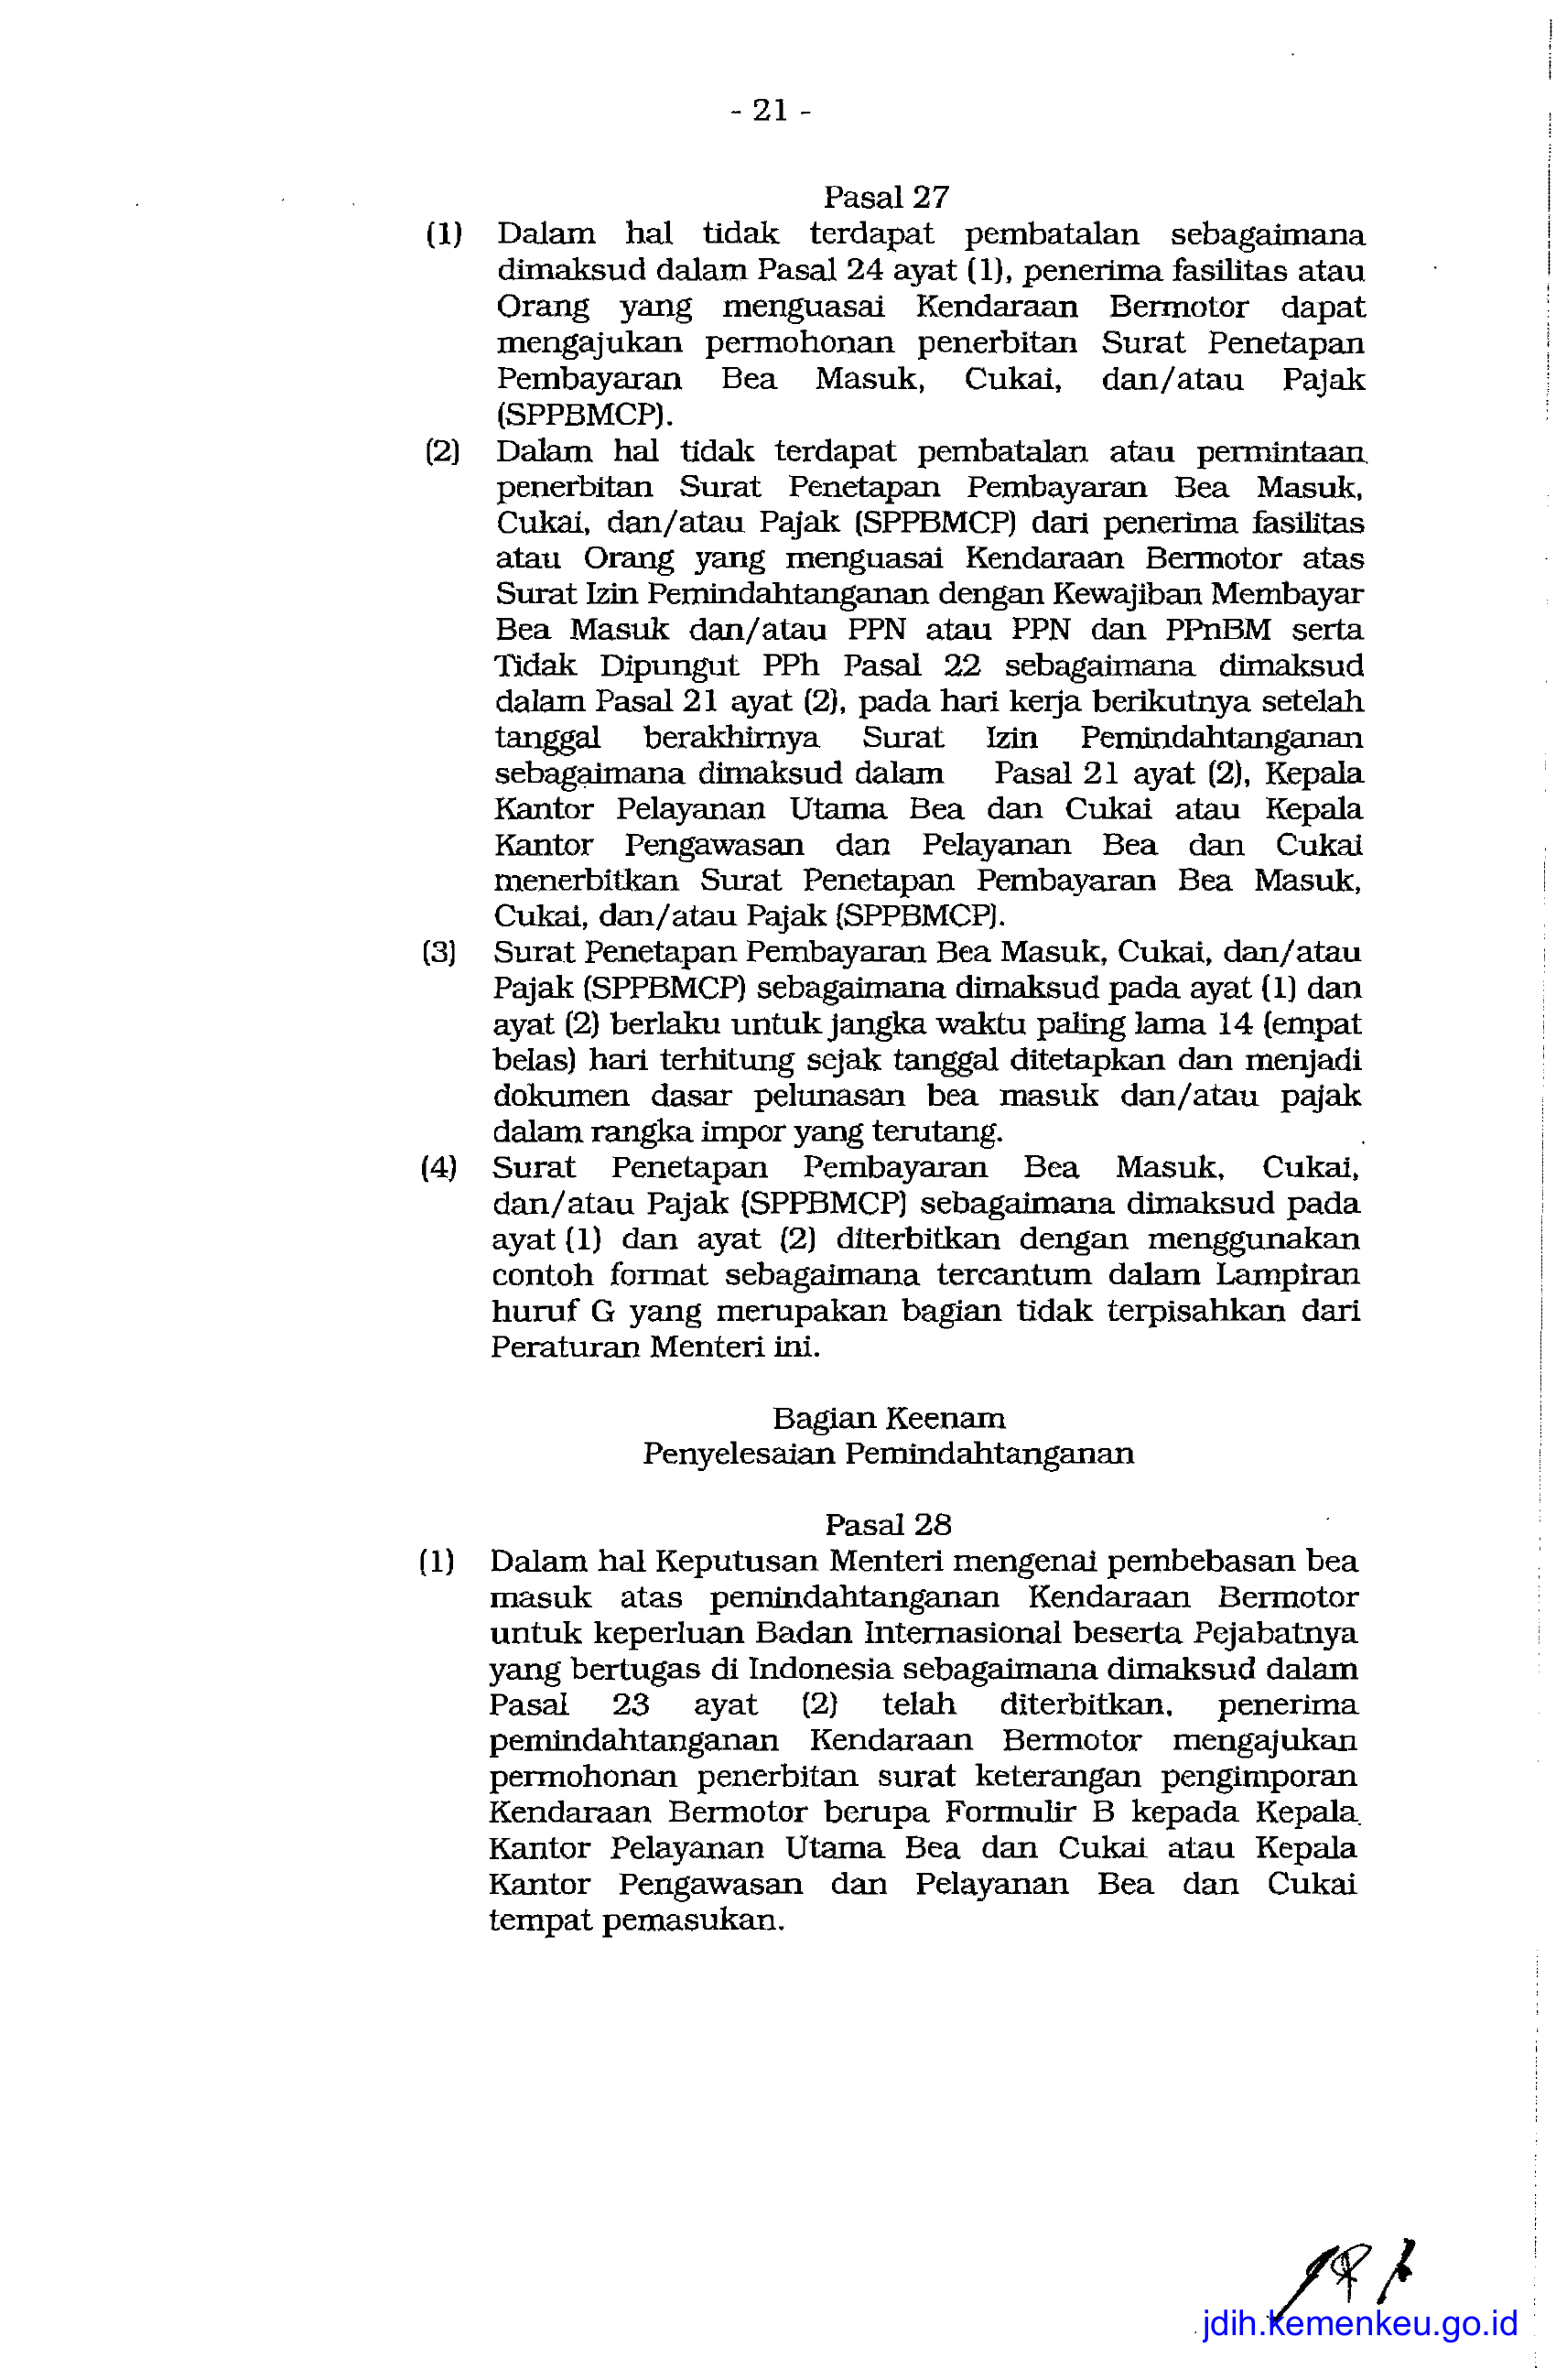 - 21 -
Pasal 27
(1) Dalam hal tidak terdapat pembatalan sebagaimana
dimaksud dalam Pasal 24 ayat (1), penerima fasilitas atau
Orang yang menguasai Kendaraan Bermotor dapat
mengajukan permohonan penerbitan Surat Penetapan
Pembayaran Bea Masuk, Cukai, dan/atau Pajak
(SPPBMCP).
(2) Dalam hal tidak terdapat pembatalan atau permintaan
penerbitan Surat Penetapan Pembayaran Bea Masuk,
Cukai, dan/atau Pajak (SPPBMCP) dari penerima fasilitas
atau Orang yang menguasai Kendaraan Bermotor atas
Surat Izin Pemindahtanganan dengan Kewajiban Membayar
Bea Masuk dan/atau PPN atau PPN dan PPnBM serta
Tidak Dipungut PPh Pasal 22 sebagaimana dimaksud
dalam Pasal 21 ayat (2), pada hari kerja berikutnya setelah
tanggal berakhirnya Surat Izin Pemindahtanganan
sebagaimana dimaksud dalam Pasal 21 ayat (2), Kepala
Kantor Pelayanan Utama Bea dan Cukai atau Kepala
Kantor Pengawasan dan Pelayanan Bea dan Cukai
menerbitkan Surat Penetapan Pembayaran Bea Masuk,
Cukai, dan/atau Pajak (SPPBMCP).
(3) Surat Penetapan Pembayaran Bea Masuk, Cukai, dan/atau
Pajak (SPPBMCP) sebagaimana dimaksud pada ayat (1) dan
ayat (2) berlaku untuk jangka waktu paling lama 14 (empat
belas) hari terhitung sejak tanggal ditetapkan dan menjadi
dokumen dasar pelunasan bea masuk dan/atau pajak
dalam rangka impor yang terutang.
(4) Surat Penetapan Pembayaran Bea Masuk, Cukai,
dan/atau Pajak (SPPBMCP) sebagaimana dimaksud pada
ayat (1) dan ayat (2) diterbitkan dengan menggunakan
contoh format sebagaimana tercantum dalam Lampiran
huruf G yang merupakan bagian tidak terpisahkan dari
Peraturan Menteri ini.
Bagian Keenam
Penyelesaian Pemindahtanganan
Pasal 28
(1) Dalam hal Keputusan Menteri mengenai pembebasan bea
masuk atas pemindahtanganan Kendaraan Bermotor
untuk keperluan Badan Internasional beserta Pejabatnya
yang bertugas di Indonesia sebagaimana dimaksud dalam
Pasal 23 ayat (2) telah diterbitkan, penerima
pemindahtanganan Kendaraan Bermotor mengajukan
permohonan penerbitan surat keterangan pengimporan
Kendaraan Bermotor berupa Formulir B kepada Kepala
Kantor Pelayanan Utama Bea dan Cukai atau Kepala
Kantor Pengawasan dan Pelayanan Bea dan Cukai
tempat pemasukan.
jdih.kemenkeu.go.id